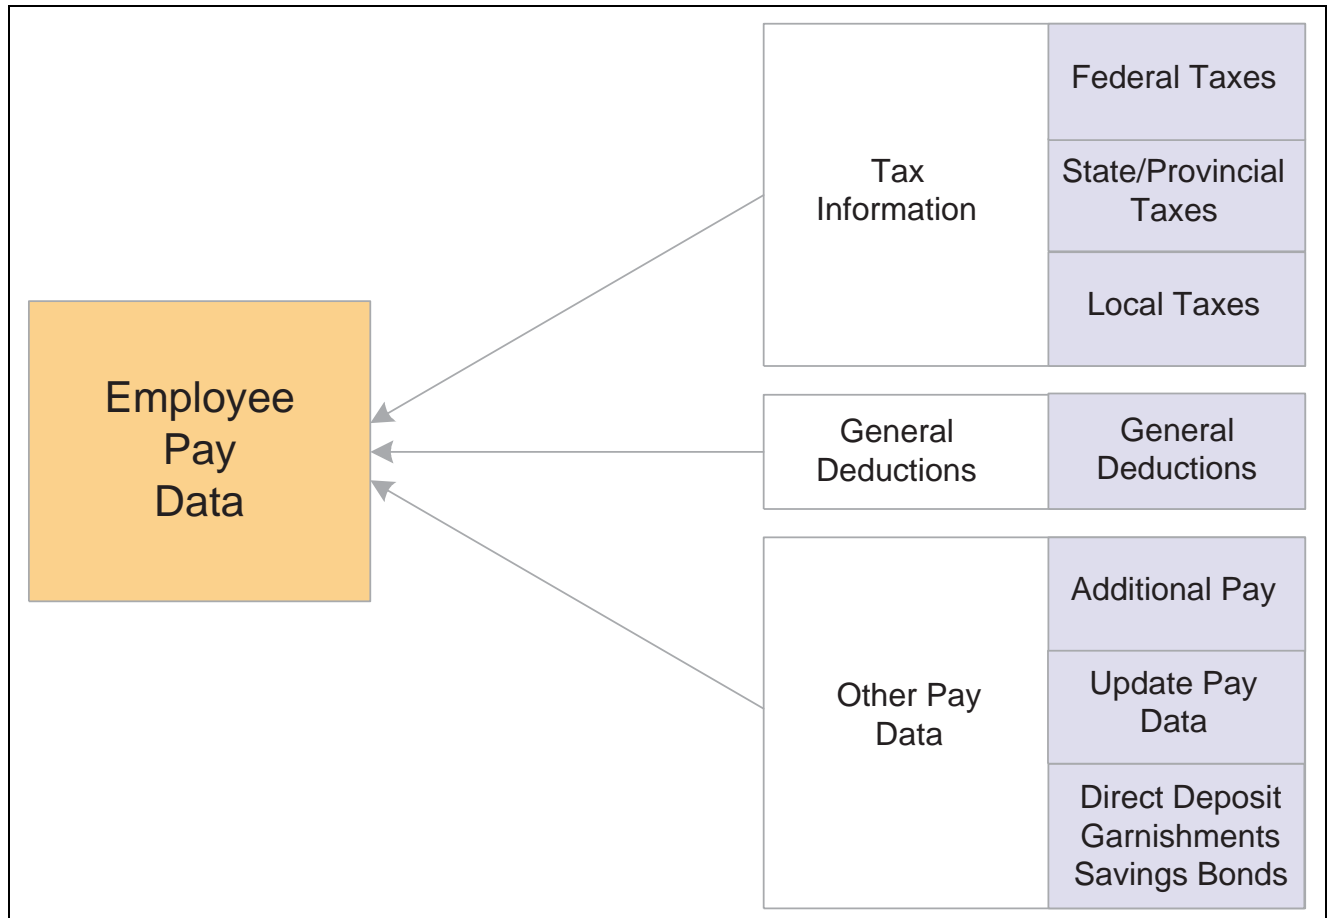 Employee
Pay
Data
Tax
Information
Federal Taxes
State/Provincial
Taxes
Local Taxes
General
Deductions
General
Deductions
Other Pay
Data
Additional Pay
Update Pay
Data
Direct Deposit
Garnishments
Savings Bonds